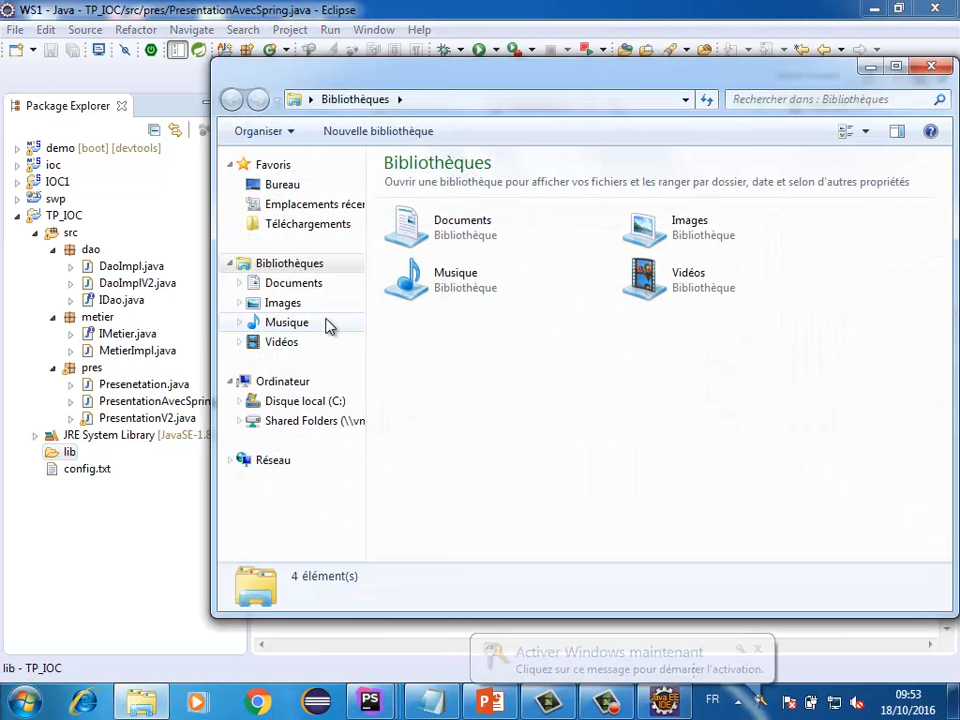 WS1 - Java - TP_IOC/src/pres/PresentationAvecSpring.java - Eclipse
File Edit Source Refactor Navigate Search Project Run Window Help
Package Explorer
demo [boot] [devtools]
ioc
IOC1
swp
TP_IOC
src
dao
DaoImpl.java
DaoImplV2.java
IDao.java
metier
IMetier.java
MetierImpl.java
pres
Presenetation.java
PresentationAvecSpring
PresentationV2.java
JRE System Library [JavaSE-1.8
lib
config.txt
Bibliothèques
Rechercher dans : Bibliothèques
Organiser
Nouvelle bibliothèque
Favoris
Bureau
Emplacements récen
Téléchargements
Bibliothèques
Documents
Images
Musique
Vidéos
Ordinateur
Disque local (C:)
Shared Folders (\\vn
Réseau
Bibliothèques
Ouvrir une bibliothèque pour afficher vos fichiers et les ranger par dossier, date et selon d'autres propriétés
Documents
Bibliothèque
Images
Bibliothèque
Musique
Bibliothèque
Vidéos
Bibliothèque
4 élément(s)
Activer Windows maintenant
Cliquez sur ce message pour démarrer l'activation.
lib - TP_IOC
PS
Java EE
IDE
FR
09:53
18/10/2016